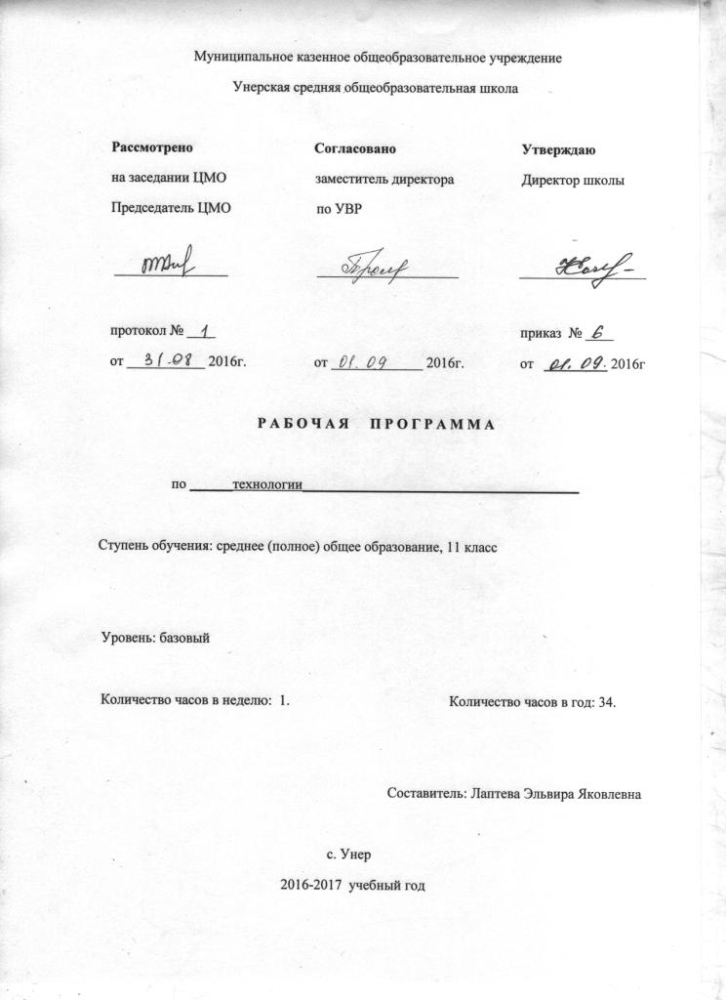 Муниципальное казенное общеобразовательное учреждение
Унерская средняя общеобразовательная школа
Рассмотрено Согласовано Утверждаю
на заседании ЦМО заместитель директора Директор школы
Председатель ЦМО по УВР
протокол № 1 приказ № 6
от 31.08 2016г. от 01.09 2016г. от 01.09. 2016г
РАБОЧАЯ ПРОГРАММА
по технологии
Ступень обучения: среднее (полное) общее образование, 11 класс
Уровень: базовый
Количество часов в неделю: 1. Количество часов в год: 34.
Составитель: Лаптева Эльвира Яковлевна
с. Унер
2016-2017 учебный год